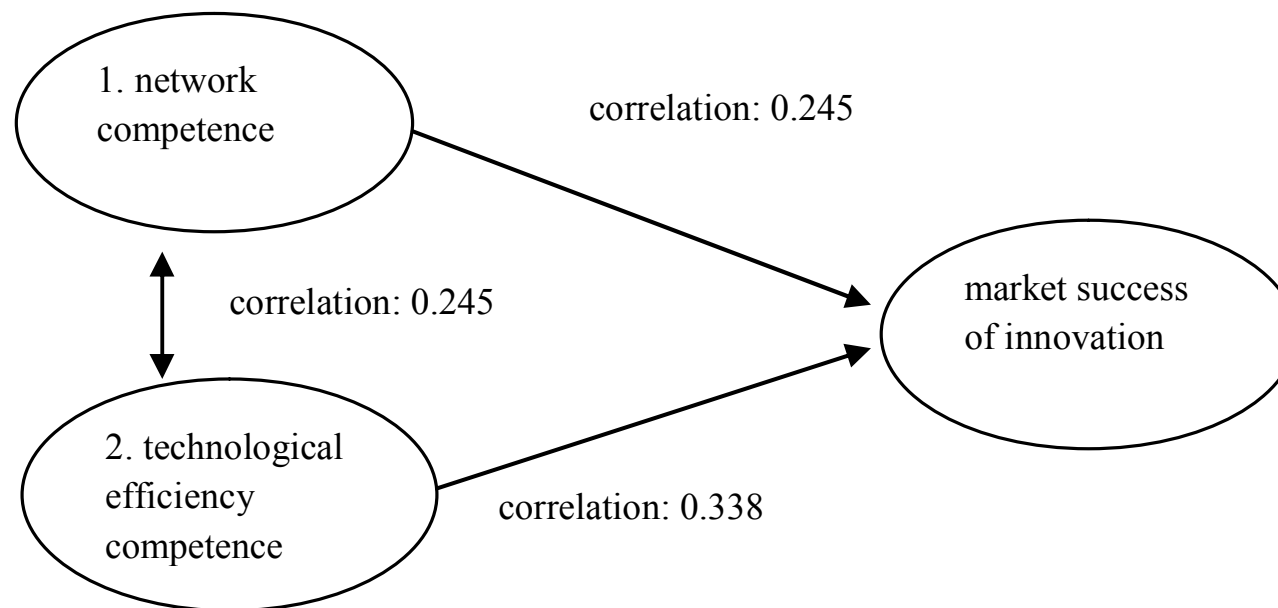 1. network
competence
correlation: 0.245
correlation: 0.245
market success
of innovation
2. technological
efficiency
competence
correlation: 0.338